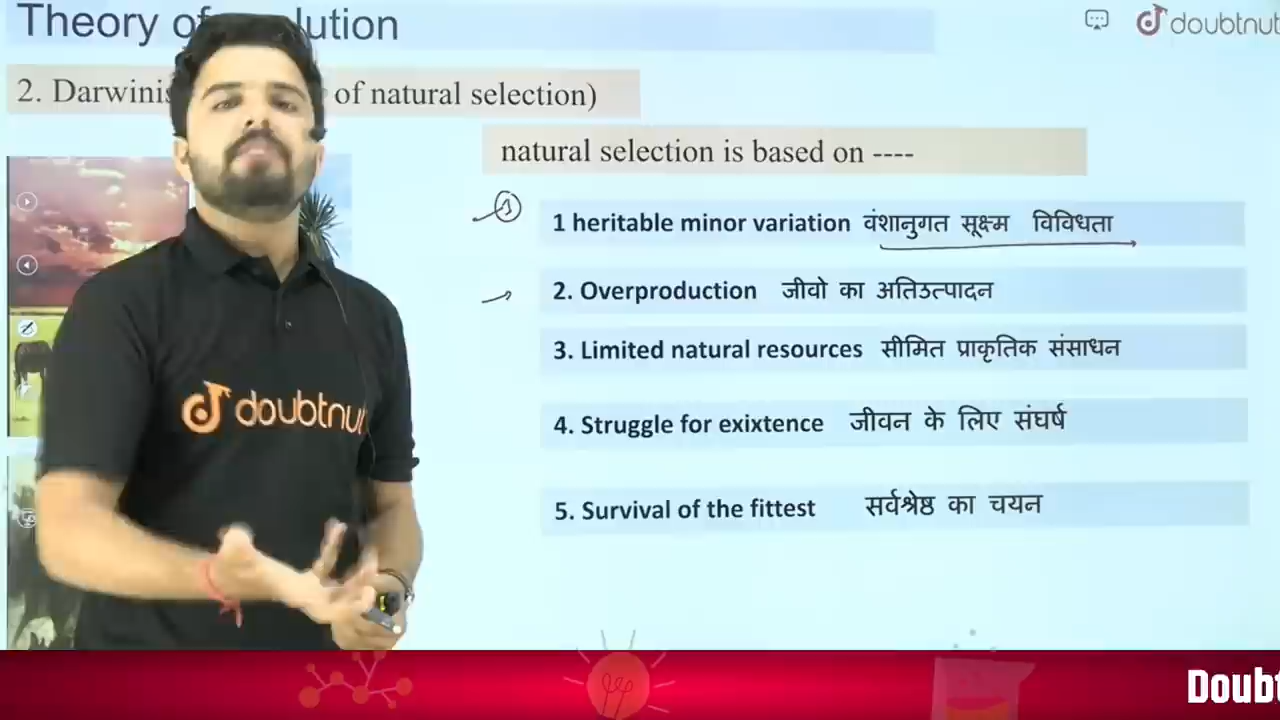 Theory of lution
doubtnut
2. Darwinis of natural selection)
natural selection is based on ----
1 heritable minor variation वंशानुगत सूक्ष्म विविधता
2. Overproduction जीवो का अतिउत्पादन
3. Limited natural resources सीमित प्राकृतिक संसाधन
4. Struggle for exixtence जीवन के लिए संघर्ष
5. Survival of the fittest सर्वश्रेष्ठ का चयन
doubtnut
Doubt